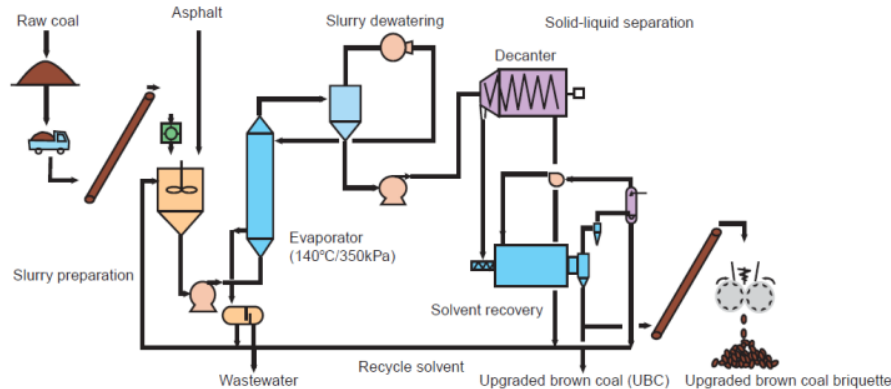 Raw coal
Asphalt
Slurry dewatering
Solid-liquid separation
Decanter
Evaporator
(140℃/350kPa)
Slurry preparation
Solvent recovery
Recycle solvent
Wastewater
Upgraded brown coal (UBC)
Upgraded brown coal briquette